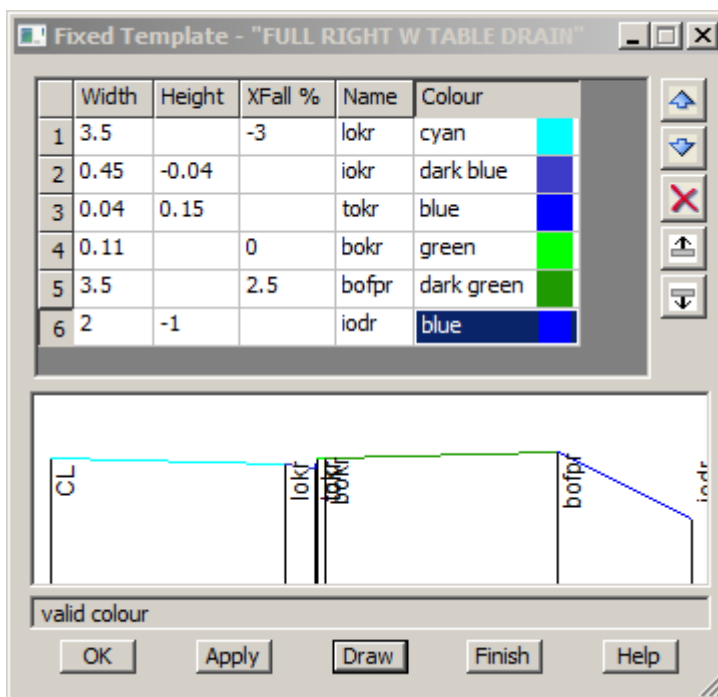 Fixed Template - "FULL RIGHT W TABLE DRAIN"
Width Height XFall % Name Colour
1 3.5 -3 lokr cyan
2 0.45 -0.04 iokr dark blue
3 0.04 0.15 tokr blue
4 0.11 0 bokr green
5 3.5 2.5 bofpr dark green
6 2 -1 iodr blue
CL lokr bokr bofpr iodr
valid colour
OK Apply Draw Finish Help